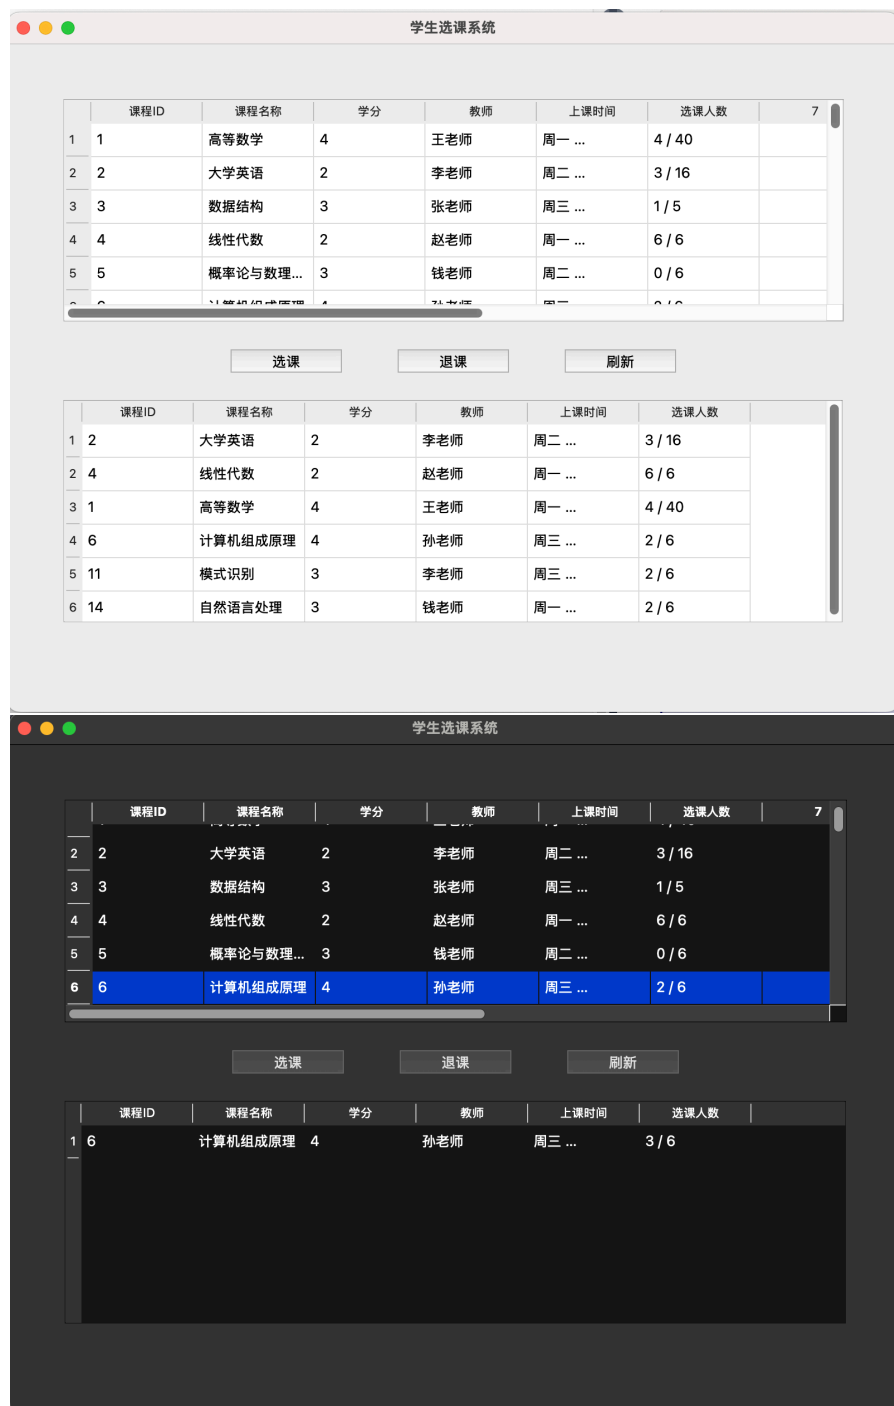 学生选课系统
课程ID 课程名称 学分 教师 上课时间 选课人数 7
1 1 高等数学 4 王老师 周一 ... 4 / 40
2 2 大学英语 2 李老师 周二 ... 3 / 16
3 3 数据结构 3 张老师 周三 ... 1 / 5
4 4 线性代数 2 赵老师 周一 ... 6 / 6
5 5 概率论与数理... 3 钱老师 周二 ... 0 / 6
选课 退课 刷新
课程ID 课程名称 学分 教师 上课时间 选课人数
1 2 大学英语 2 李老师 周二 ... 3 / 16
2 4 线性代数 2 赵老师 周一 ... 6 / 6
3 1 高等数学 4 王老师 周一 ... 4 / 40
4 6 计算机组成原理 4 孙老师 周三 ... 2 / 6
5 11 模式识别 3 李老师 周三 ... 2 / 6
6 14 自然语言处理 3 钱老师 周一 ... 2 / 6
学生选课系统
课程ID 课程名称 学分 教师 上课时间 选课人数 7
2 2 大学英语 2 李老师 周二 ... 3 / 16
3 3 数据结构 3 张老师 周三 ... 1 / 5
4 4 线性代数 2 赵老师 周一 ... 6 / 6
5 5 概率论与数理... 3 钱老师 周二 ... 0 / 6
6 6 计算机组成原理 4 孙老师 周三 ... 2 / 6
选课 退课 刷新
课程ID 课程名称 学分 教师 上课时间 选课人数
1 6 计算机组成原理 4 孙老师 周三 ... 3 / 6